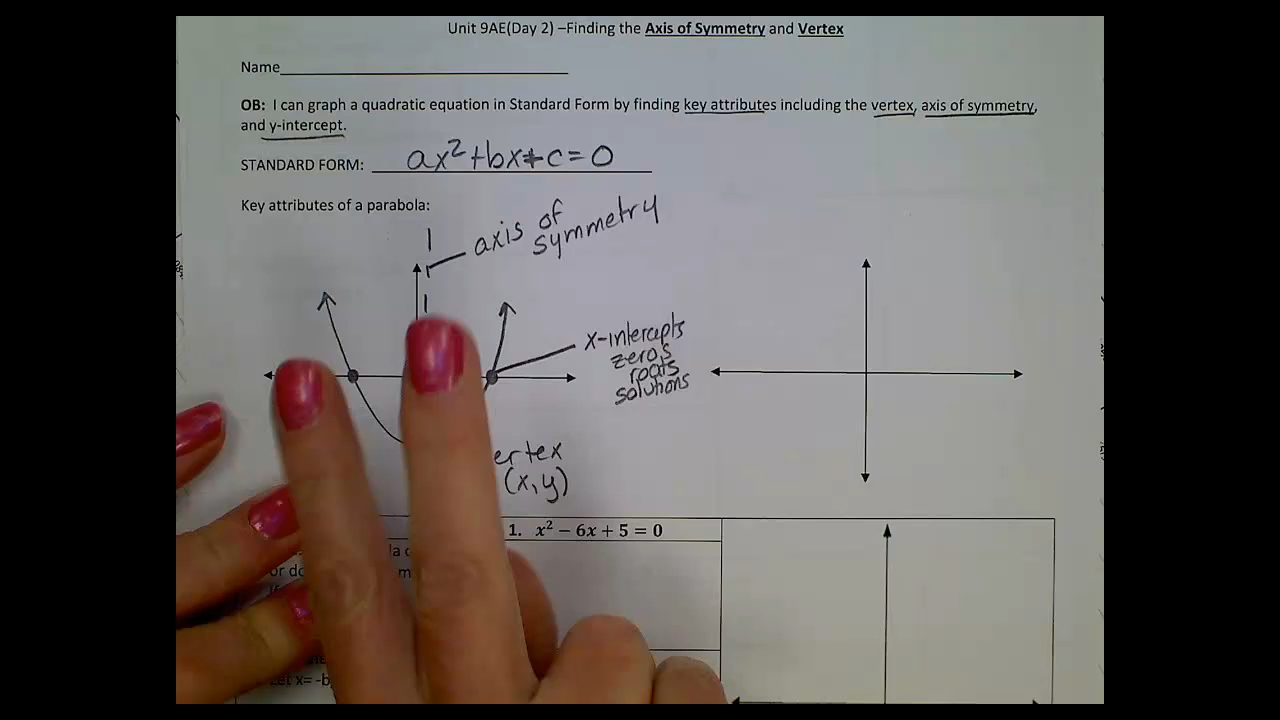 Unit 9AE(Day 2) –Finding the Axis of Symmetry and Vertex
Name
OB: I can graph a quadratic equation in Standard Form by finding key attributes including the vertex, axis of symmetry,
and y-intercept.
STANDARD FORM: ax²+bx+c=0
Key attributes of a parabola:
axis of
symmetry
x-intercepts
zeros
roots
solutions
ertex
(x,y)
1. x² – 6x + 5 = 0
or
x= -b